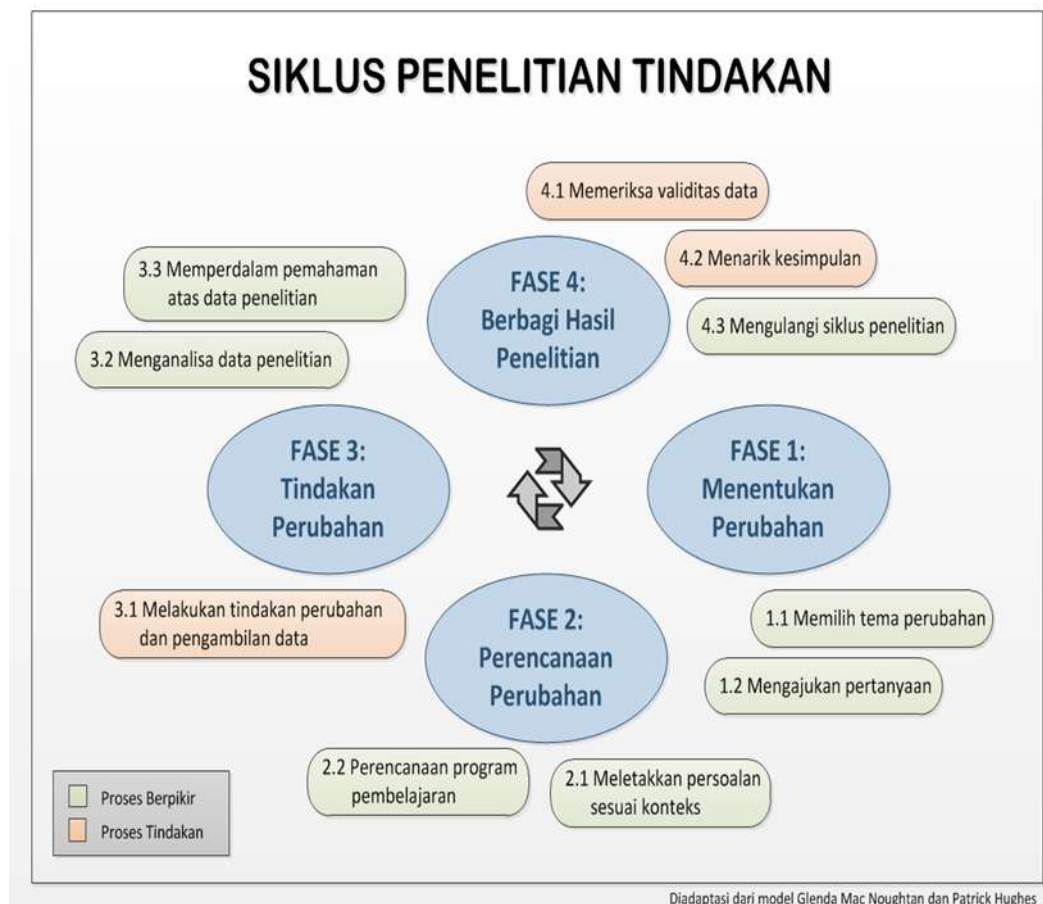 SIKLUS PENELITIAN TINDAKAN
4.1 Memeriksa validitas data
4.2 Menarik kesimpulan
4.3 Mengulangi siklus penelitian
FASE 4:
Berbagi Hasil
Penelitian
3.3 Memperdalam pemahaman
atas data penelitian
3.2 Menganalisa data penelitian
FASE 3:
Tindakan
Perubahan
FASE 1:
Menentukan
Perubahan
3.1 Melakukan tindakan perubahan
dan pengambilan data
FASE 2:
Perencanaan
Perubahan
1.1 Memilih tema perubahan
1.2 Mengajukan pertanyaan
2.2 Perencanaan program
pembelajaran
2.1 Meletakkan persoalan
sesuai konteks
Proses Berpikir
Proses Tindakan
Diadaptasi dari model Glenda Mac Noughtan dan Patrick Hughes